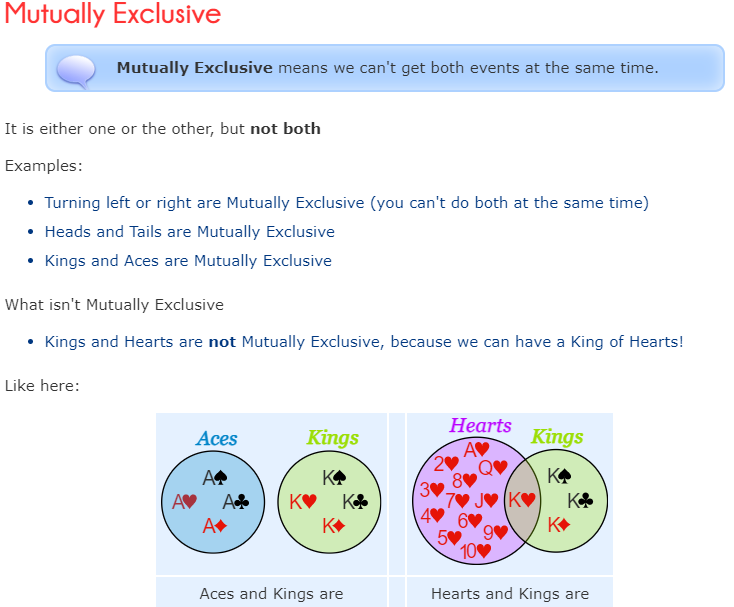 Mutually Exclusive
Mutually Exclusive means we can't get both events at the same time.
It is either one or the other, but not both
Examples:
Turning left or right are Mutually Exclusive (you can't do both at the same time)
Heads and Tails are Mutually Exclusive
Kings and Aces are Mutually Exclusive
What isn't Mutually Exclusive
Kings and Hearts are not Mutually Exclusive, because we can have a King of Hearts!
Like here:
Aces
Kings
A♠
A♥ A♣
A♦
K♠
K♥ K♣
K♦
Hearts
Kings
A♥
2♥ Q♥
8♥
3♥
7♥ J♥ K♥
4♥ 6♥
5♥ 9♥
10♥
K♠
K♣
K♦
Aces and Kings are
Hearts and Kings are